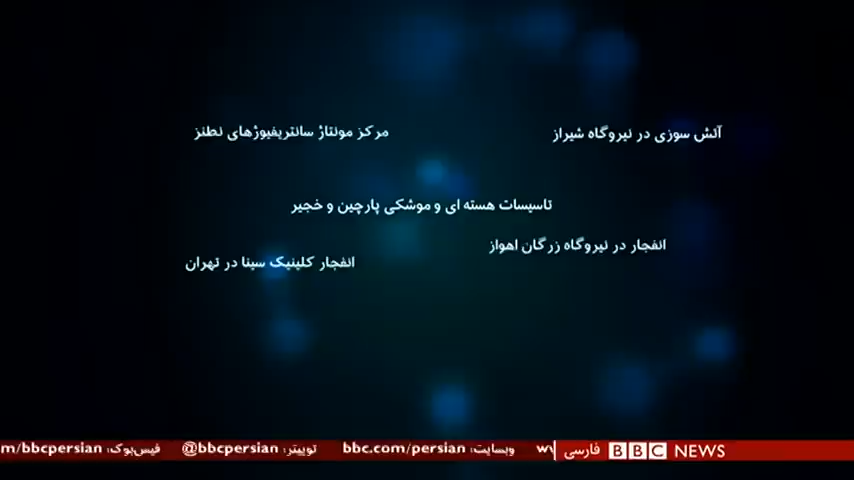 آتش سوزی در نیروگاه شیراز
مرکز مونتاژ سانتریفیوژهای نطنز
تاسیسات هسته ای و موشکی پارچین و خجیر
انفجار در نیروگاه زرگان اهواز
انفجار کلینیک سینا در تهران
BBC NEWS فارسی
وبسایت: bbc.com/persian توییتر: @bbcpersian فیس‌بوک: m/bbcpersian